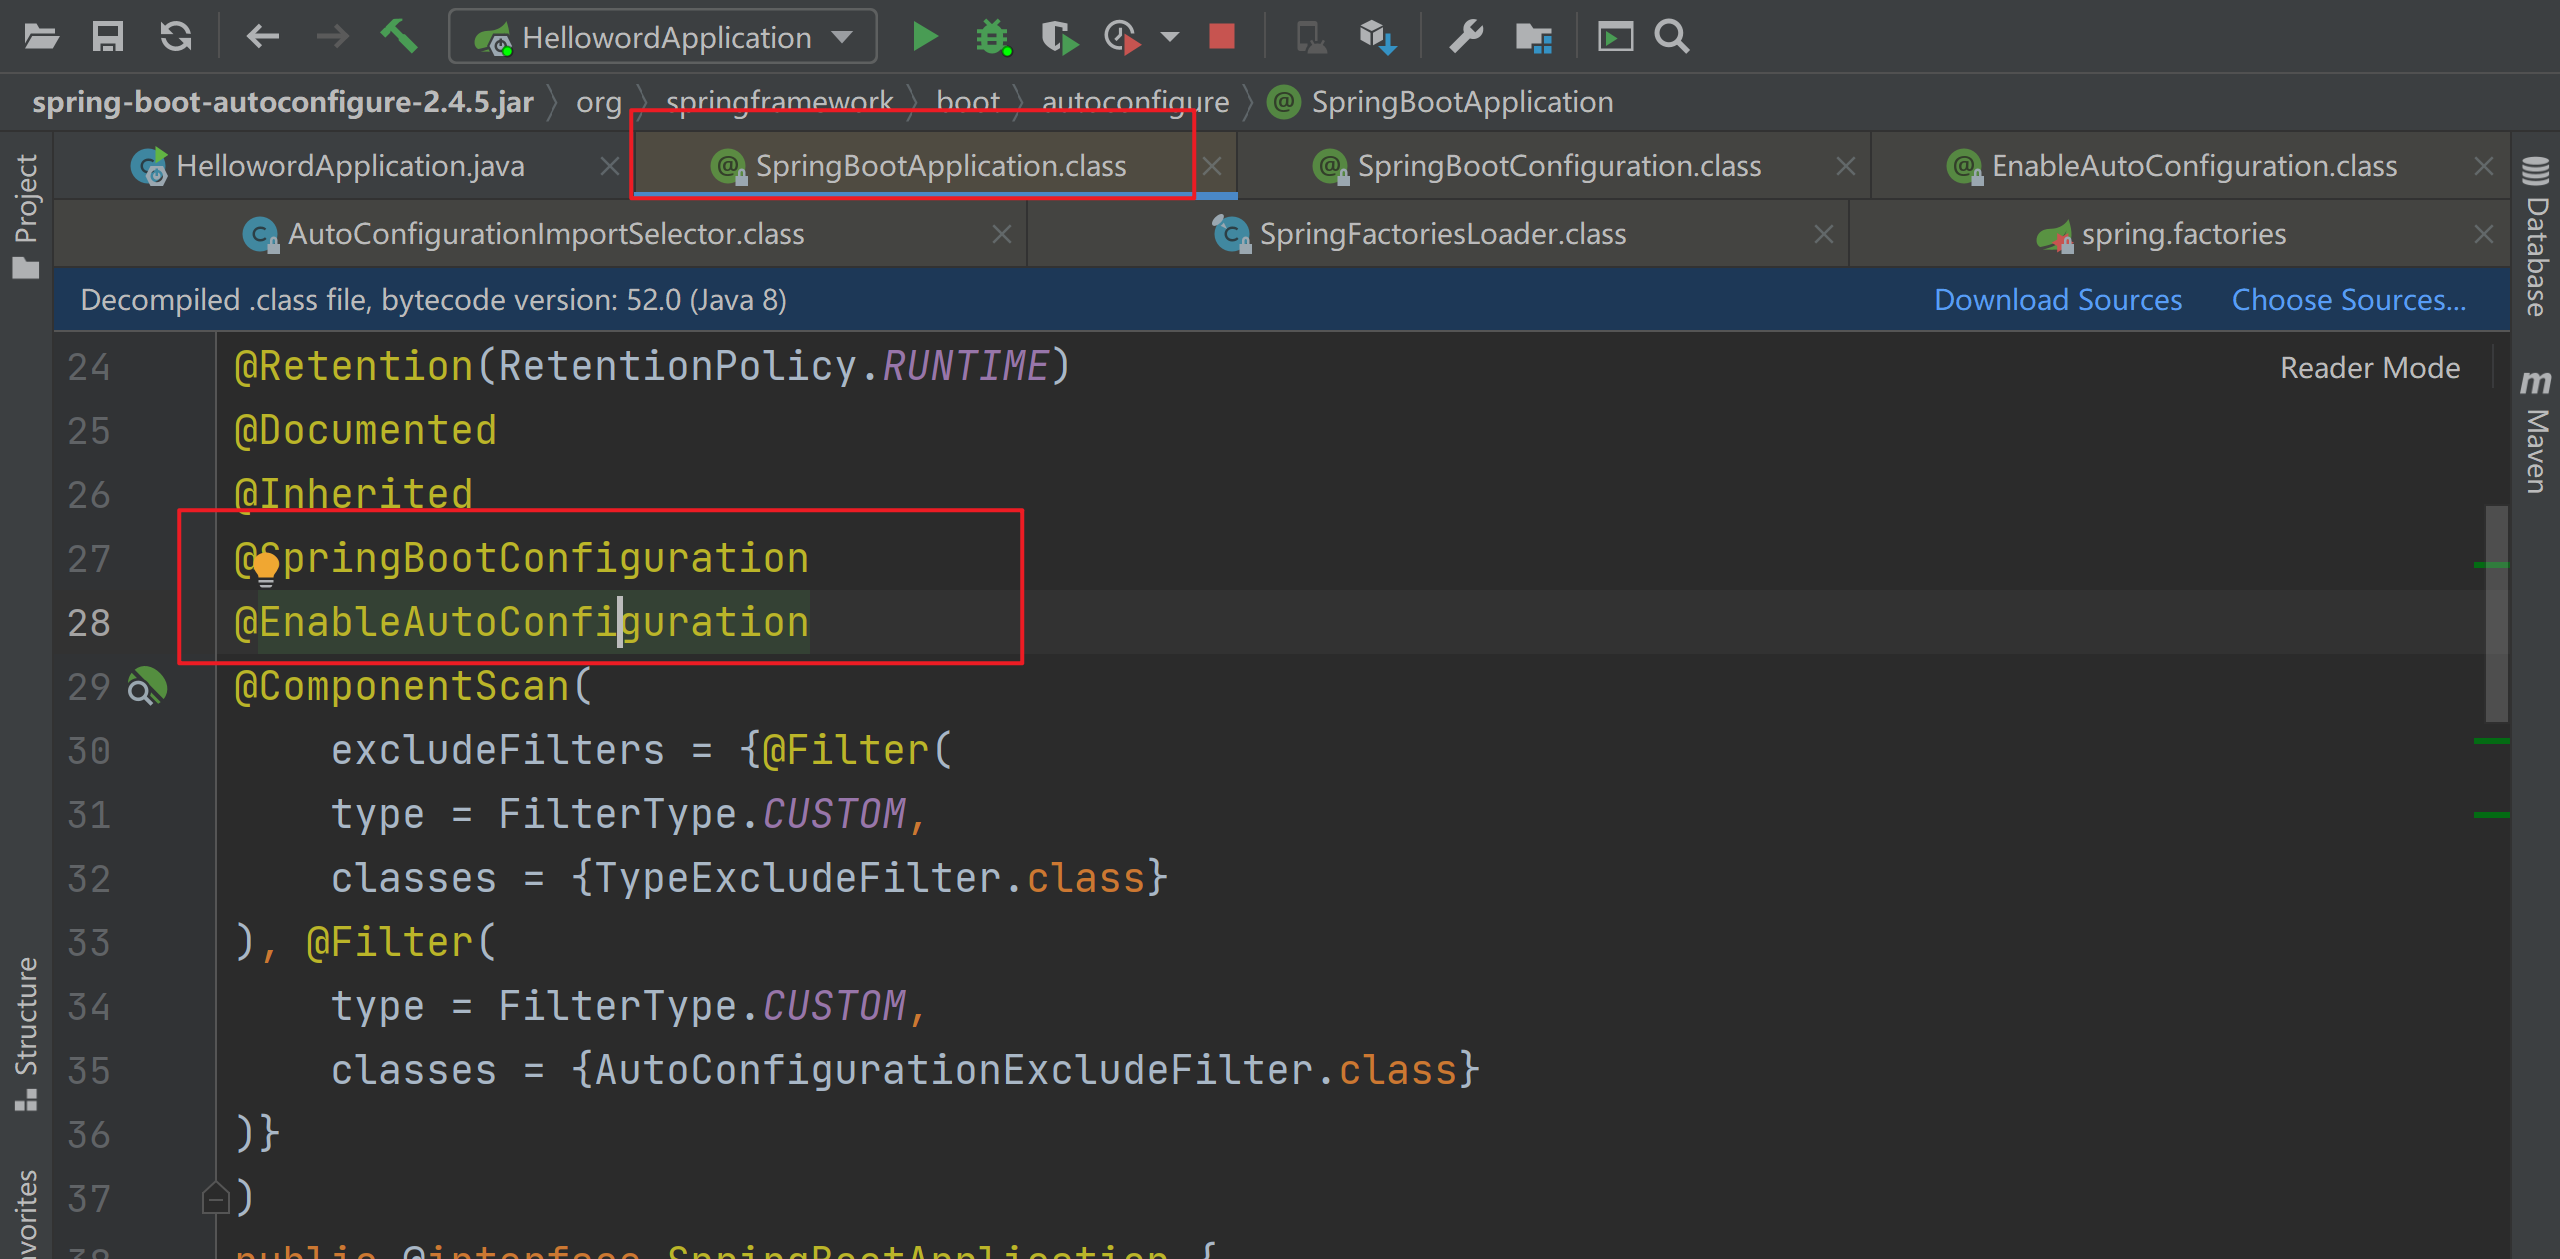 HellowordApplication
spring-boot-autoconfigure-2.4.5.jar org springframework boot autoconfigure SpringBootApplication
HellowordApplication.java SpringBootApplication.class SpringBootConfiguration.class EnableAutoConfiguration.class
AutoConfigurationImportSelector.class SpringFactoriesLoader.class spring.factories
Decompiled .class file, bytecode version: 52.0 (Java 8) Download Sources Choose Sources...
Reader Mode
24 @Retention(RetentionPolicy.RUNTIME)
25 @Documented
26 @Inherited
27 @SpringBootConfiguration
28 @EnableAutoConfiguration
29 @ComponentScan(
30 excludeFilters = {@Filter(
31 type = FilterType.CUSTOM,
32 classes = {TypeExcludeFilter.class}
33 ), @Filter(
34 type = FilterType.CUSTOM,
35 classes = {AutoConfigurationExcludeFilter.class}
36 )}
37 )
38 public @interface SpringBootApplication {
Project
Structure
avorites
Database
Maven